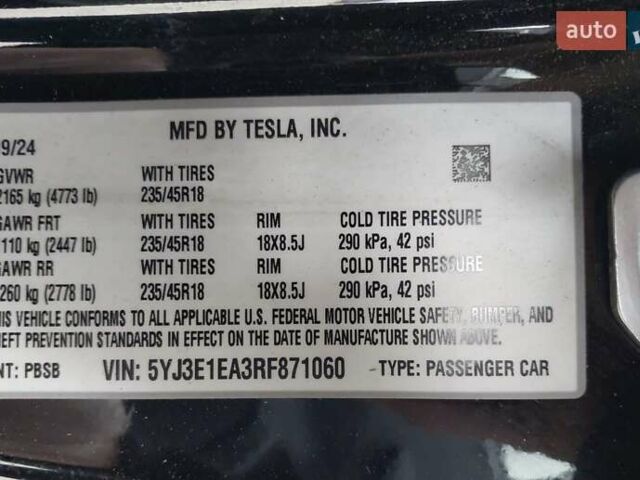 auto
MFD BY TESLA, INC.
9/24
GVWR WITH TIRES
2165 kg (4773 lb) 235/45R18
GAWR FRT WITH TIRES RIM COLD TIRE PRESSURE
1110 kg (2447 lb) 235/45R18 18X8.5J 290 kPa, 42 psi
GAWR RR WITH TIRES RIM COLD TIRE PRESSURE
1260 kg (2778 lb) 235/45R18 18X8.5J 290 kPa, 42 psi
THIS VEHICLE CONFORMS TO ALL APPLICABLE U.S. FEDERAL MOTOR VEHICLE SAFETY, BUMPER, AND
THEFT PREVENTION STANDARDS IN EFFECT ON THE DATE OF MANUFACTURE SHOWN ABOVE.
NT: PBSB VIN: 5YJ3E1EA3RF871060 TYPE: PASSENGER CAR